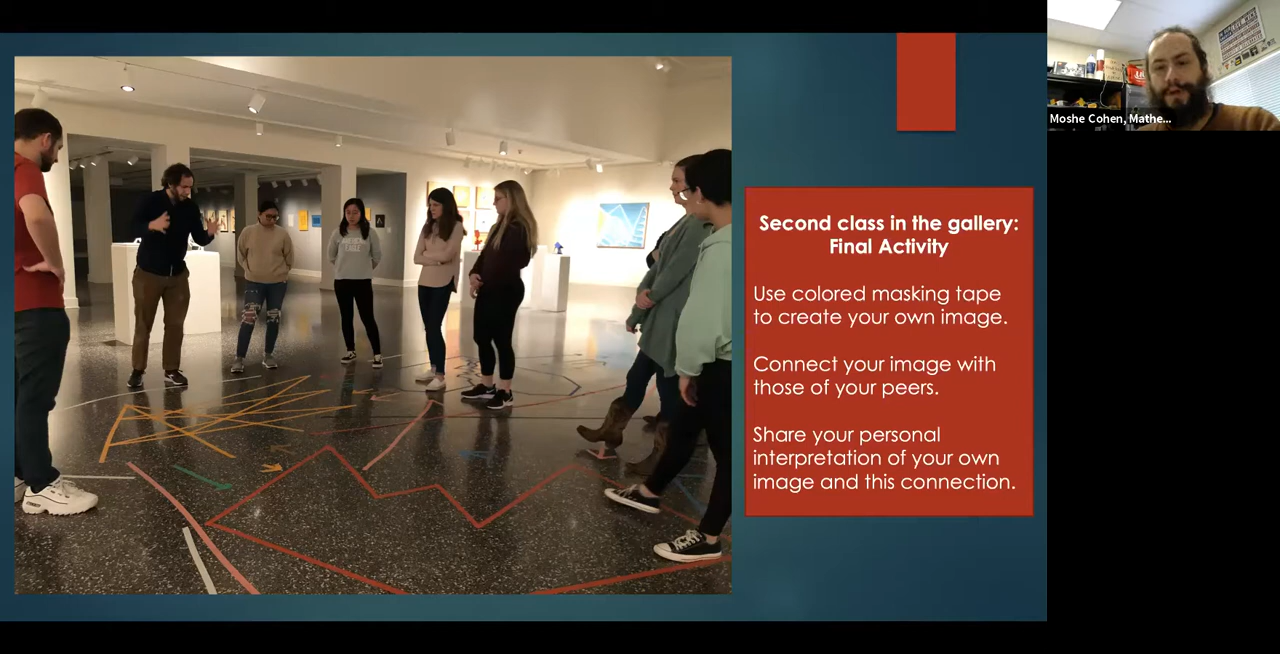 Second class in the gallery:
Final Activity
Use colored masking tape
to create your own image.
Connect your image with
those of your peers.
Share your personal
interpretation of your own
image and this connection.
Moshe Cohen, Mathe...